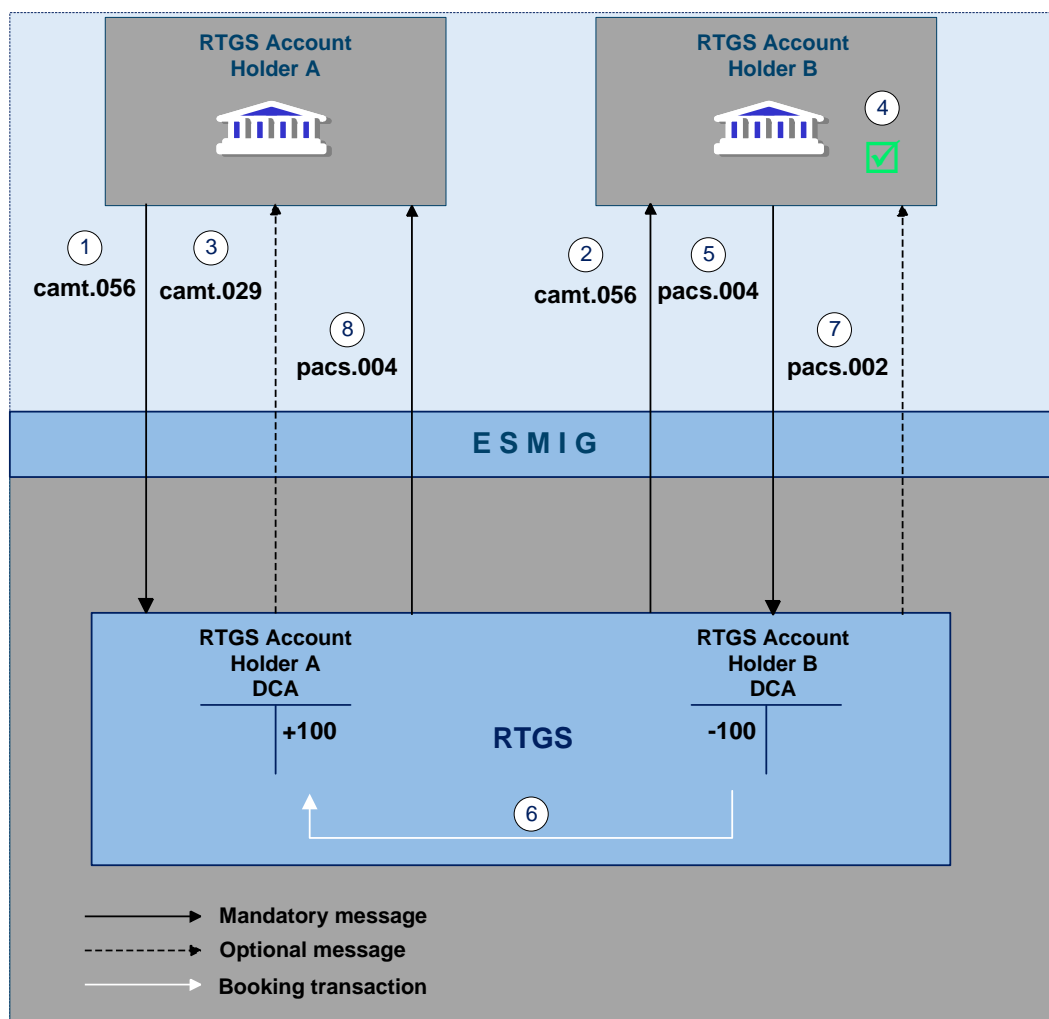 RTGS Account
Holder A
RTGS Account
Holder B
4
1
camt.056
3
camt.029
8
pacs.004
2
camt.056
5
pacs.004
7
pacs.002
E S M I G
RTGS Account
Holder A
DCA
+100
RTGS
RTGS Account
Holder B
DCA
-100
6
Mandatory message
Optional message
Booking transaction